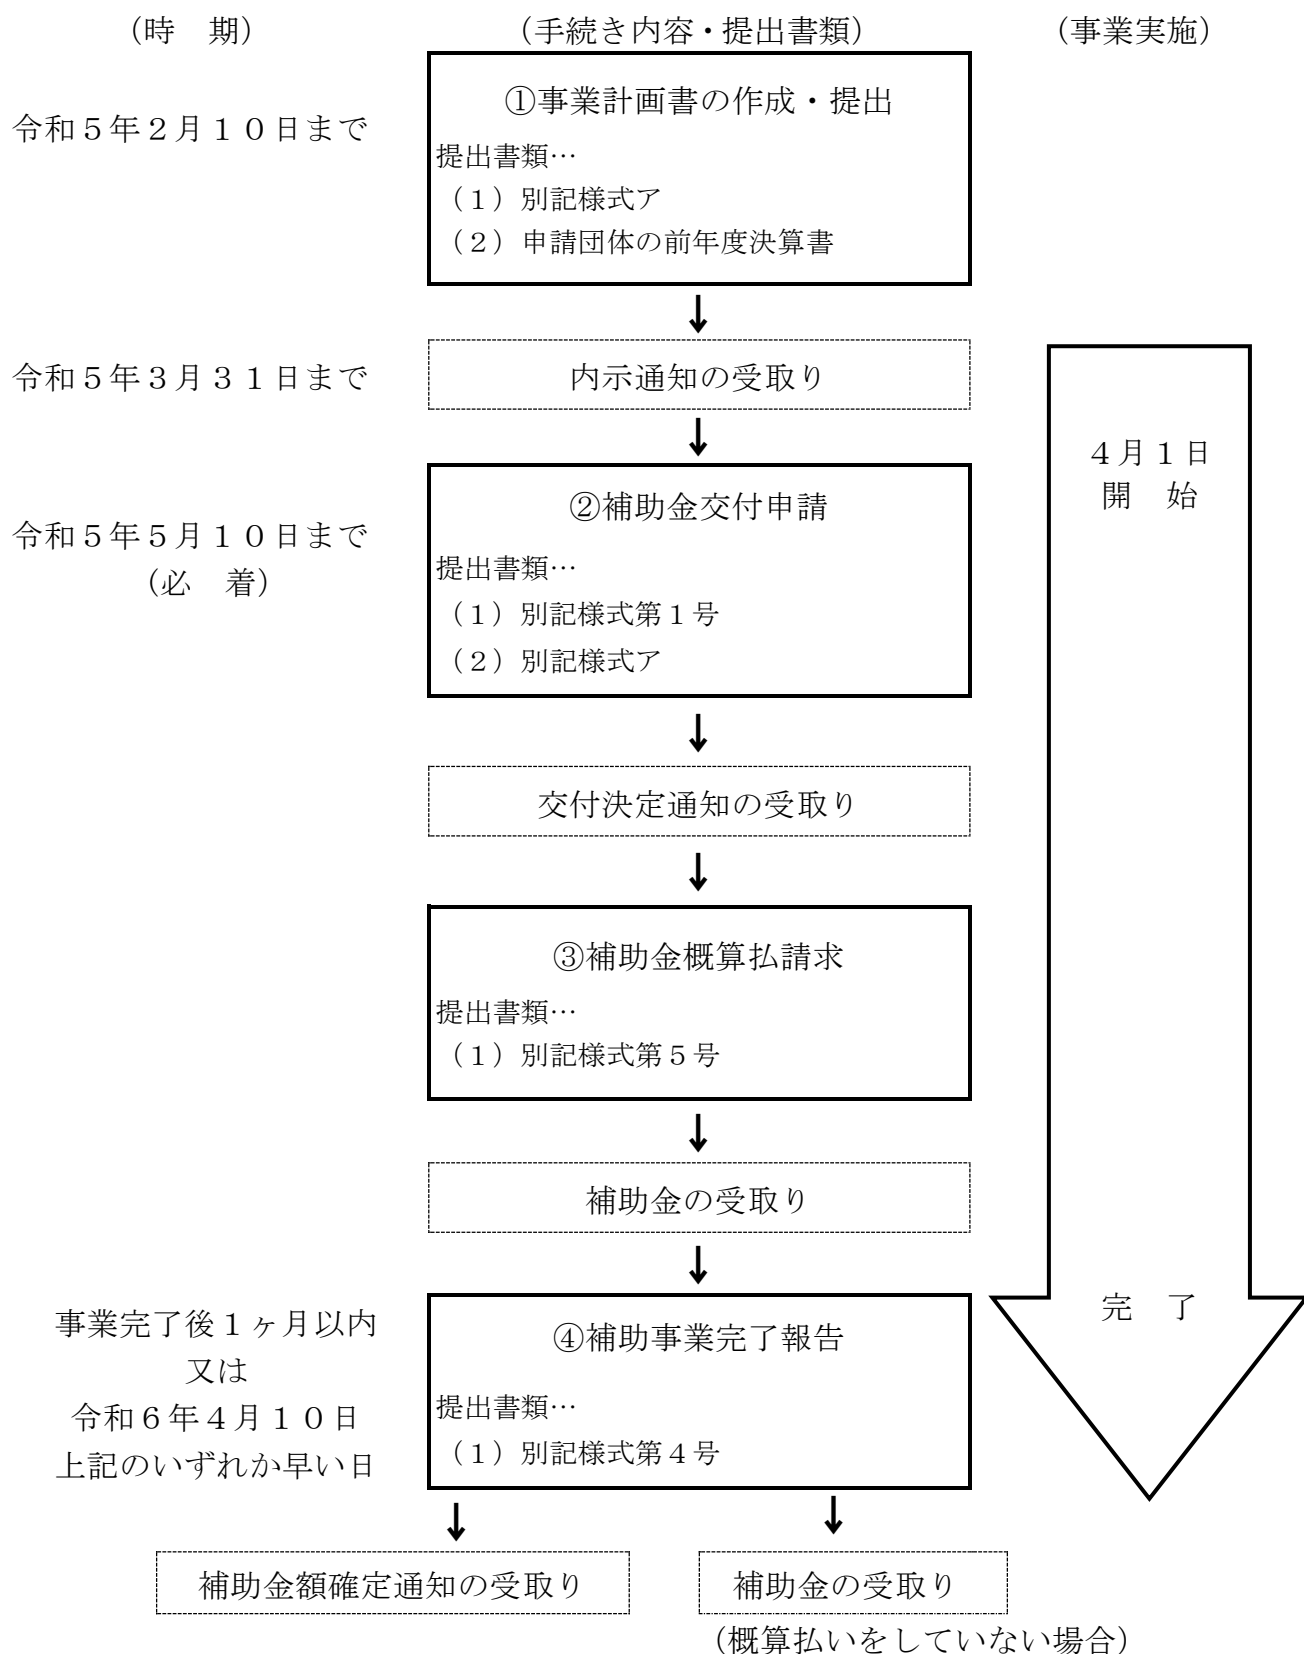 （時　期）
（手続き内容・提出書類）
（事業実施）
①事業計画書の作成・提出
令和５年２月１０日まで
提出書類…
（１）別記様式ア
（２）申請団体の前年度決算書
令和５年３月３１日まで
内示通知の受取り
４月１日
開　始
②補助金交付申請
令和５年５月１０日まで
（必　着）
提出書類…
（１）別記様式第１号
（２）別記様式ア
交付決定通知の受取り
③補助金概算払請求
提出書類…
（１）別記様式第５号
補助金の受取り
完　了
事業完了後１ヶ月以内
又は
令和６年４月１０日
上記のいずれか早い日
④補助事業完了報告
提出書類…
（１）別記様式第４号
補助金額確定通知の受取り
補助金の受取り
（概算払いをしていない場合）